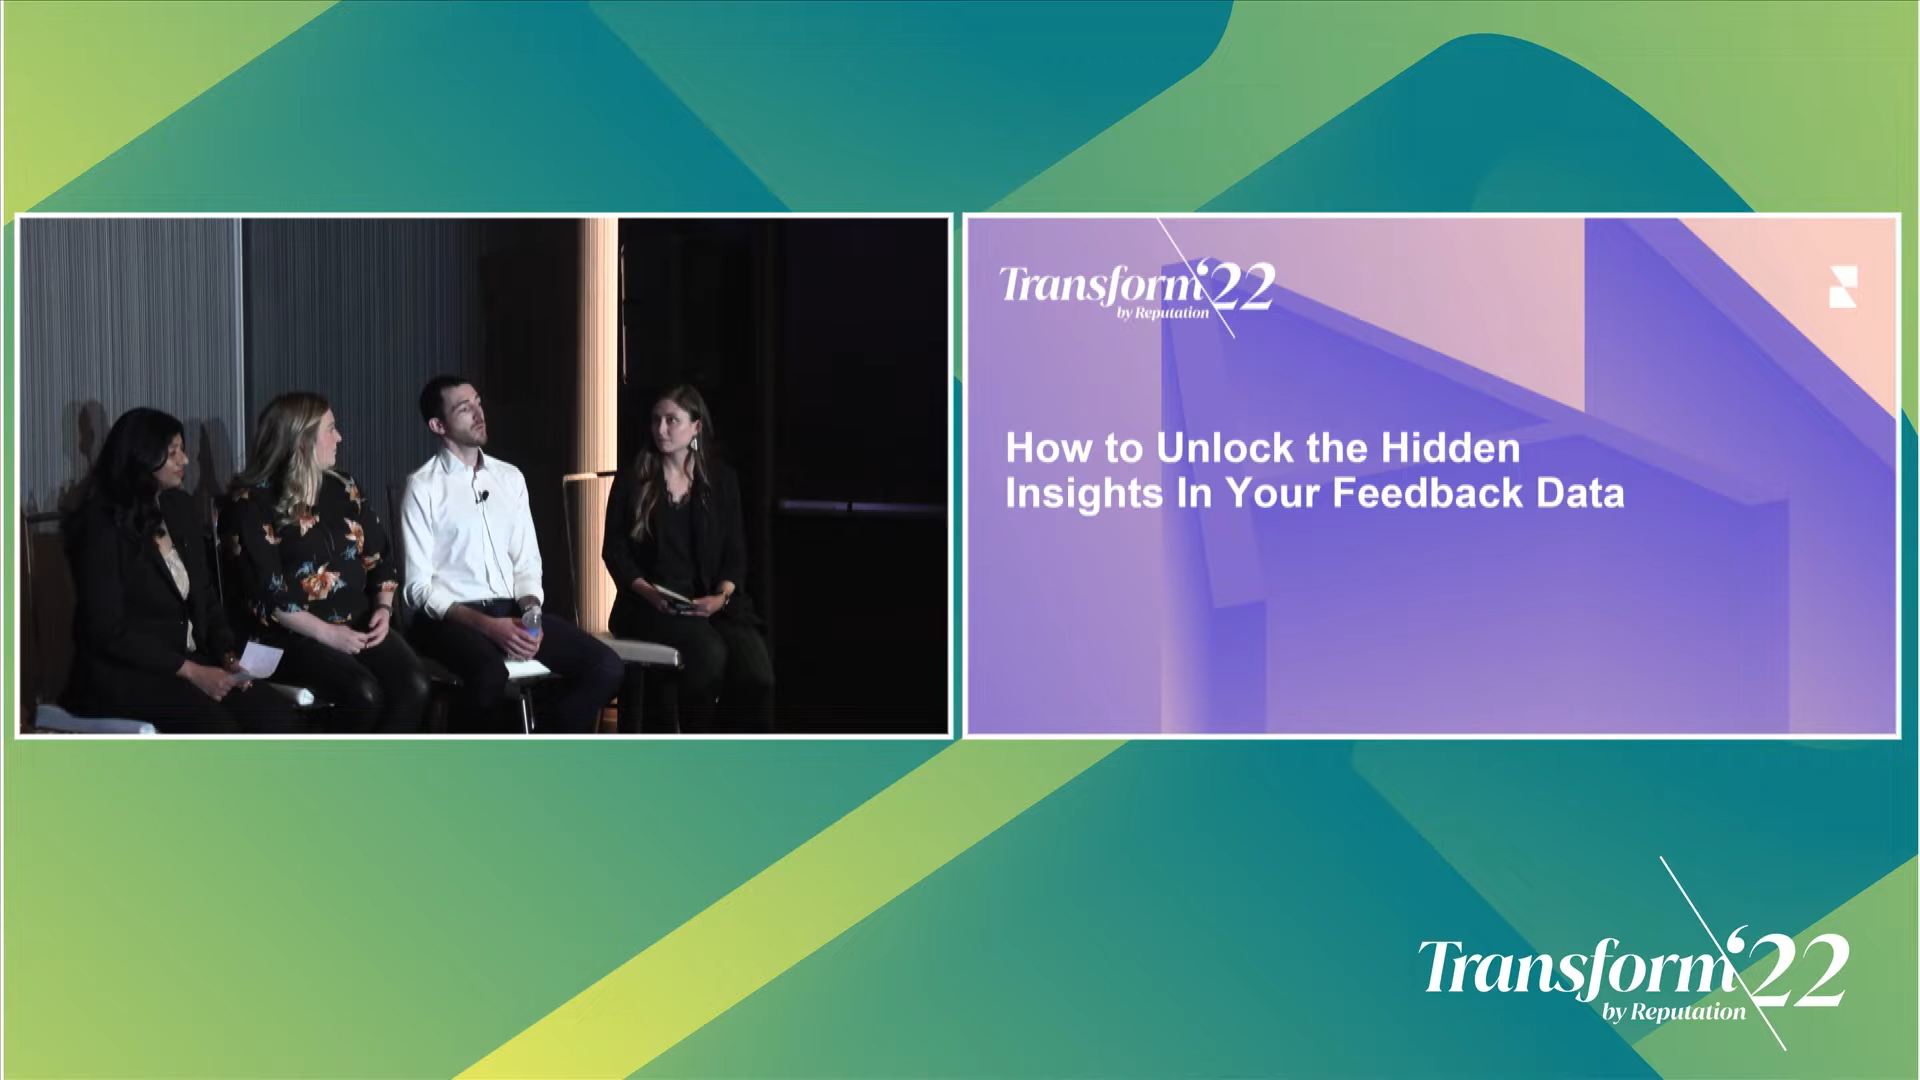 Transform '22
by Reputation
How to Unlock the Hidden
Insights In Your Feedback Data
Transform '22
by Reputation